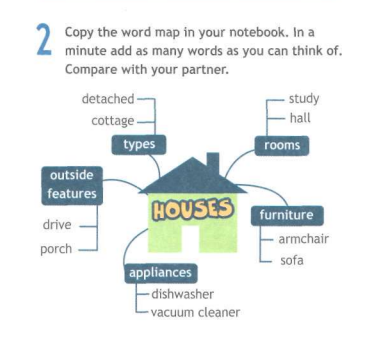 2 Copy the word map in your notebook. In a
minute add as many words as you can think of.
Compare with your partner.
detached
cottage
types
study
hall
rooms
outside
features
drive
porch
HOUSES
furniture
armchair
sofa
appliances
dishwasher
vacuum cleaner